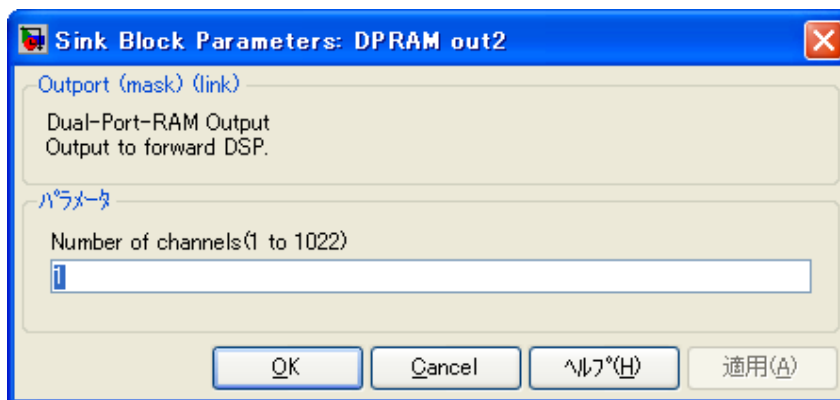 Sink Block Parameters: DPRAM out2
Outport (mask) (link)
Dual-Port-RAM Output
Output to forward DSP.
パラメータ
Number of channels(1 to 1022)
1
OK
Cancel
ヘルプ(H)
適用(A)